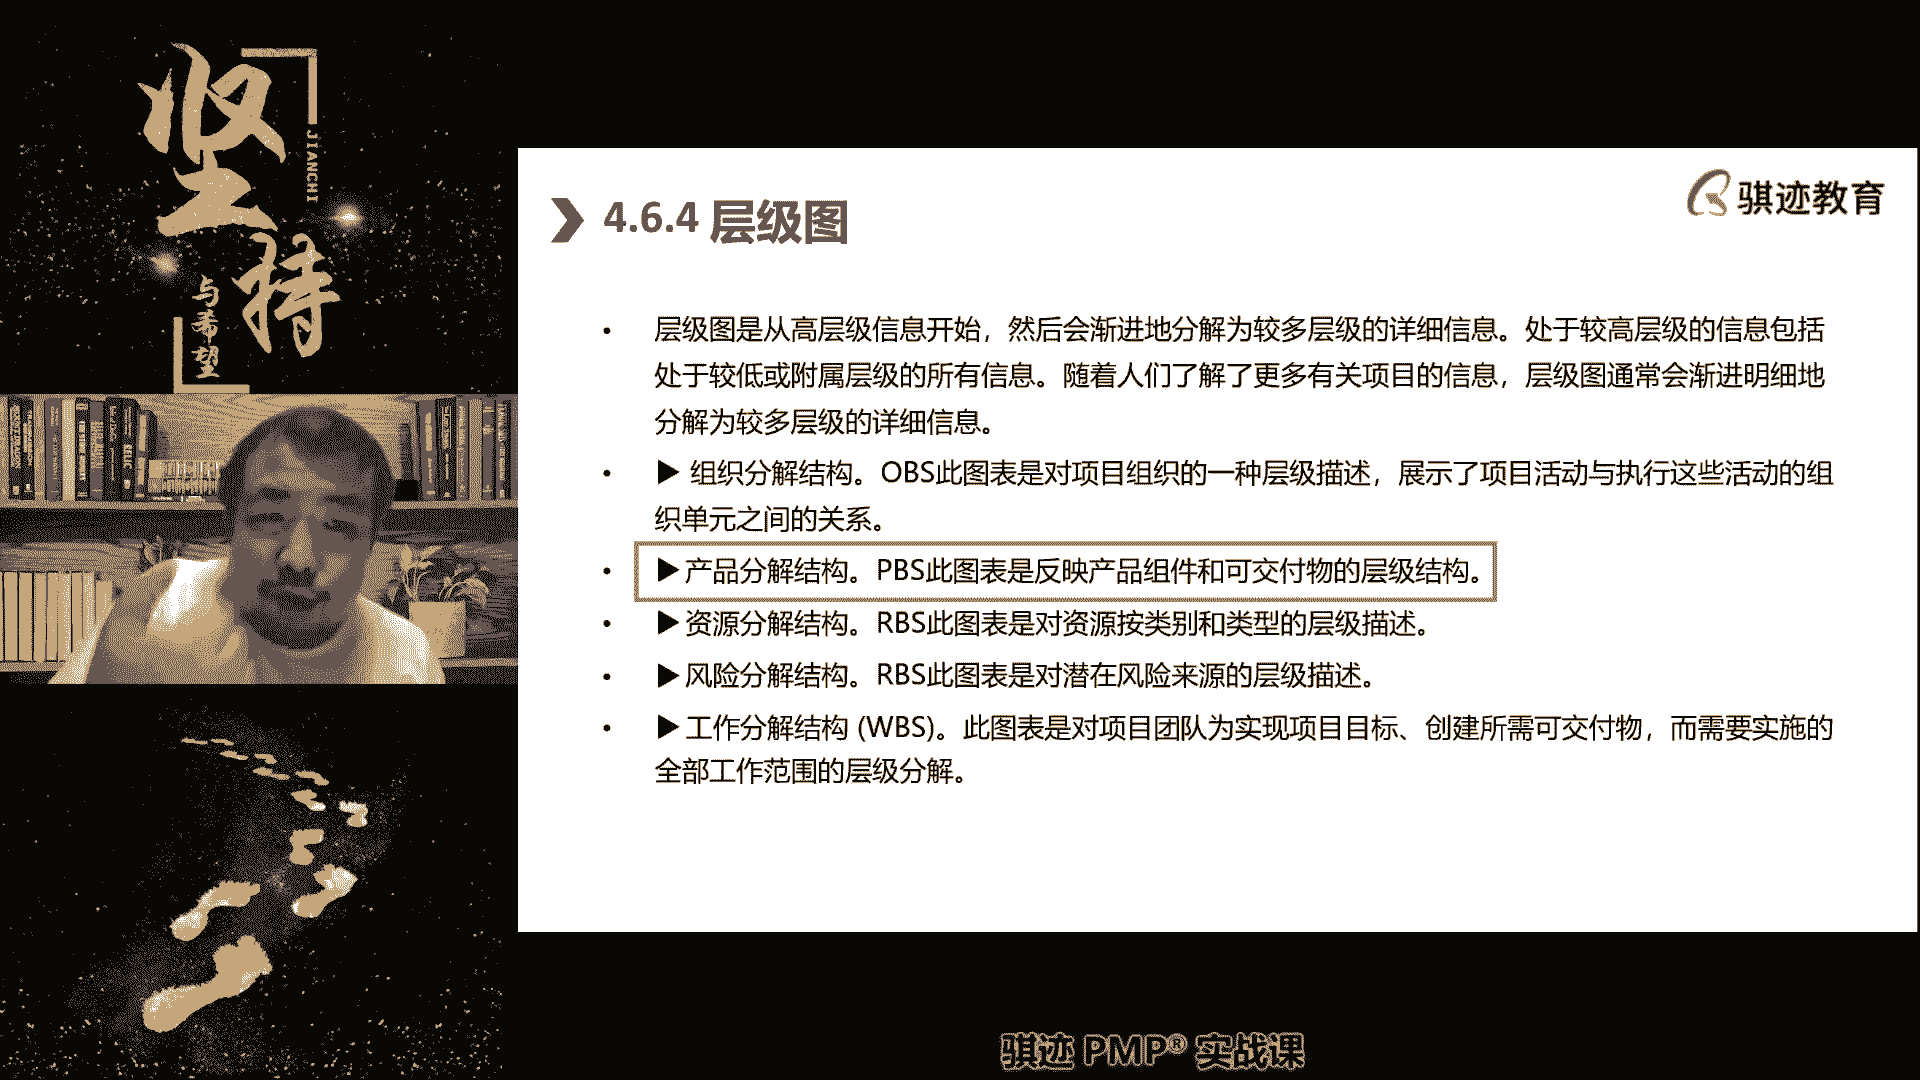 坚持
JIANCHI
与希望
骐迹教育
4.6.4 层级图
• 层级图是从高层级信息开始，然后会渐进地分解为较多层级的详细信息。处于较高层级的信息包括
处于较低或附属层级的所有信息。随着人们了解了更多有关项目的信息，层级图通常会渐进明细地
分解为较多层级的详细信息。
• ▶ 组织分解结构。OBS此图表是对项目组织的一种层级描述，展示了项目活动与执行这些活动的组
织单元之间的关系。
• ▶产品分解结构。PBS此图表是反映产品组件和可交付物的层级结构。
• ▶资源分解结构。RBS此图表是对资源按类别和类型的层级描述。
• ▶风险分解结构。RBS此图表是对潜在风险来源的层级描述。
• ▶工作分解结构 (WBS)。此图表是对项目团队为实现项目目标、创建所需可交付物，而需要实施的
全部工作范围的层级分解。
骐迹 PMP® 实战课